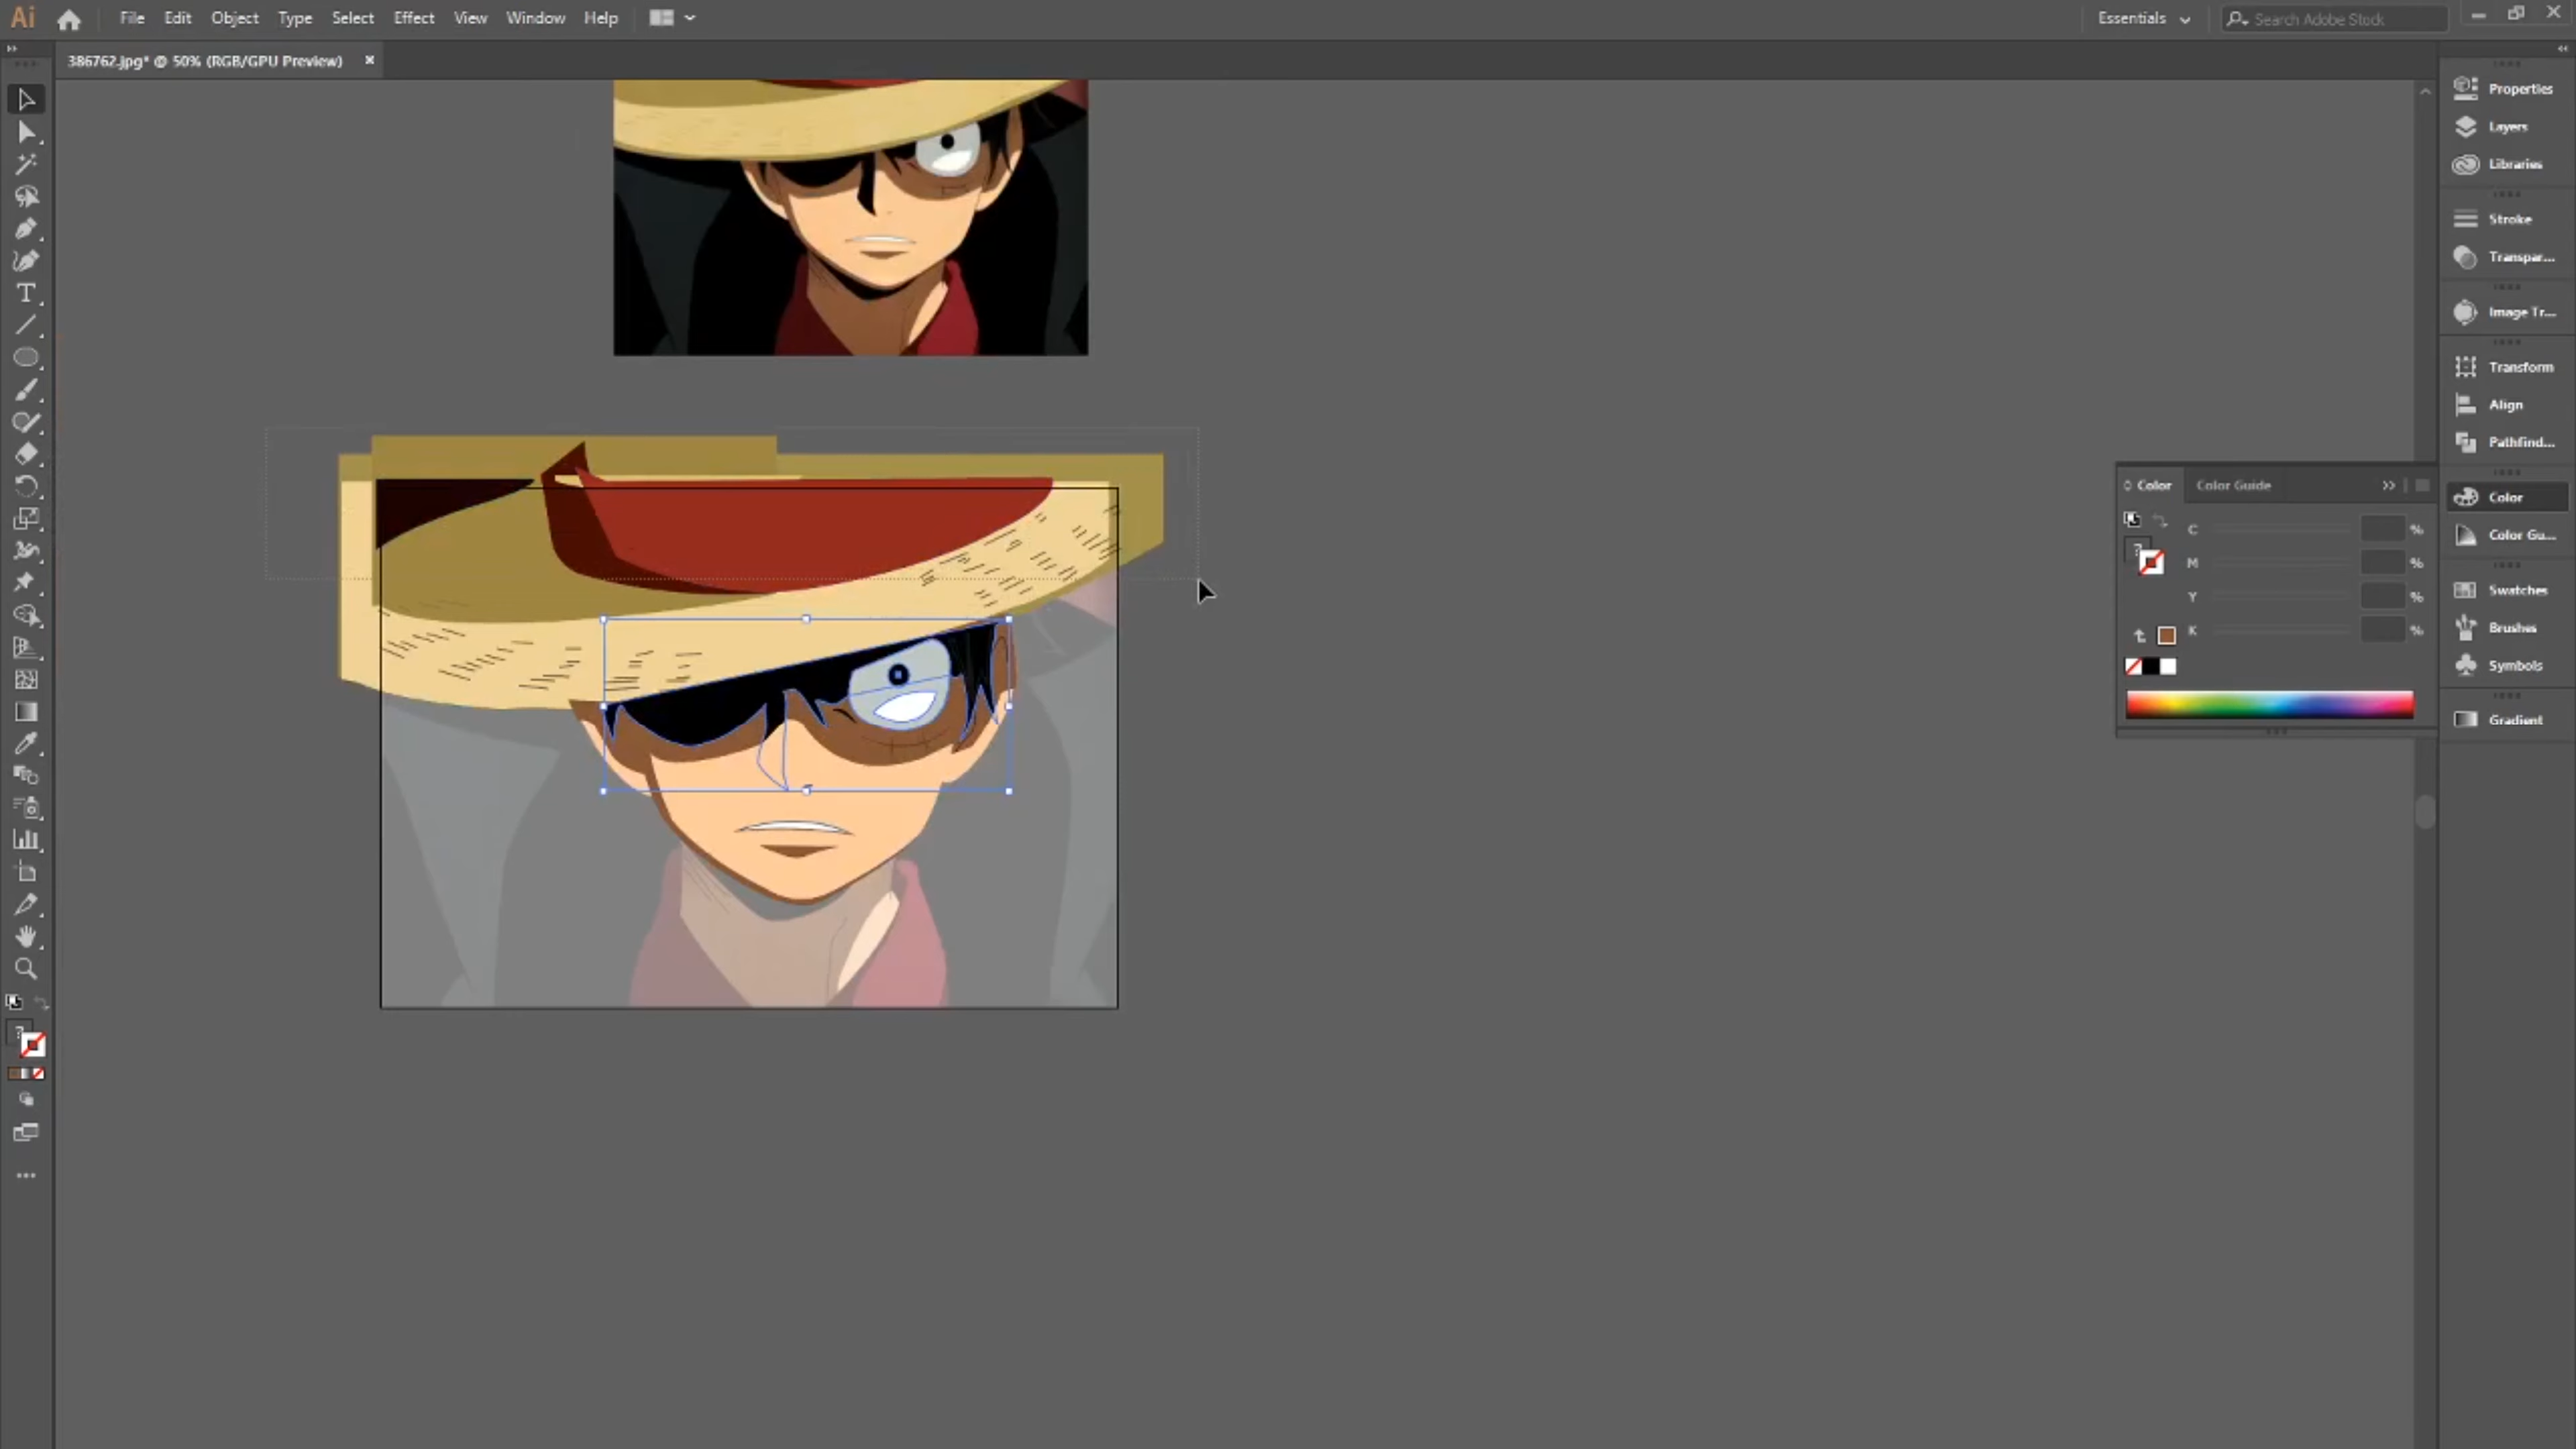 Ai File Edit Object Type Select Effect View Window Help Essentials Search Adobe Stock
386762.jpg* @ 50% (RGB/GPU Preview)
Properties
Layers
Libraries
Stroke
Transpar...
Image Tr...
Transform
Align
Pathfind...
Color
Color Gu...
Swatches
Brushes
Symbols
Gradient
Color Color Guide
C %
M %
Y %
K %